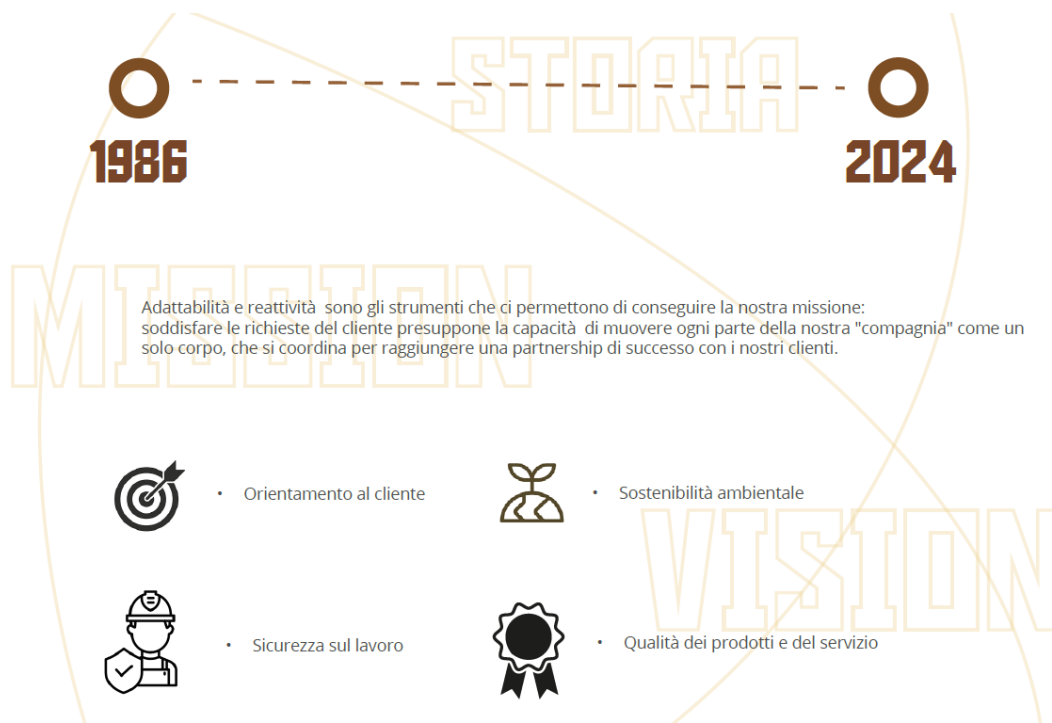 STORIA
1986
2024
MISSION
Adattabilità e reattività sono gli strumenti che ci permettono di conseguire la nostra missione:
soddisfare le richieste del cliente presuppone la capacità di muovere ogni parte della nostra "compagnia" come un
solo corpo, che si coordina per raggiungere una partnership di successo con i nostri clienti.
• Orientamento al cliente
• Sostenibilità ambientale
VISION
• Sicurezza sul lavoro
• Qualità dei prodotti e del servizio